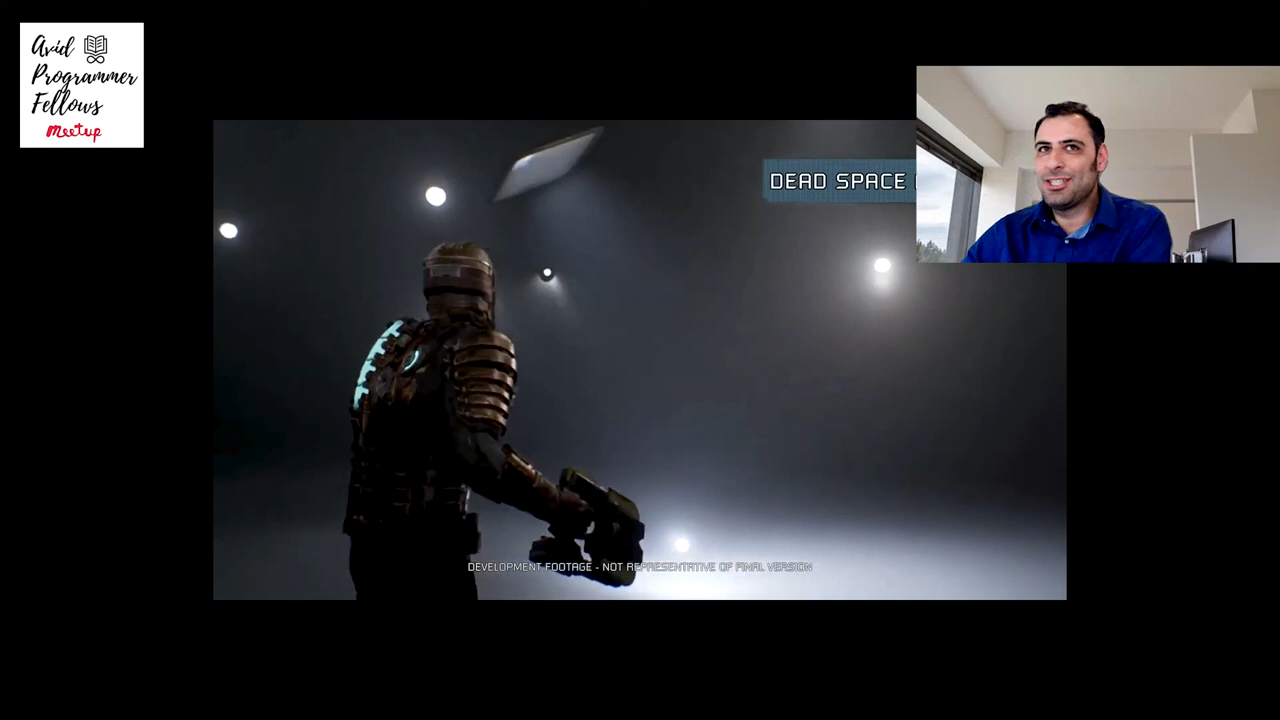 Avid
Programmer
Fellows
meetup
DEAD SPACE
DEVELOPMENT FOOTAGE - NOT REPRESENTATIVE OF FINAL VERSION